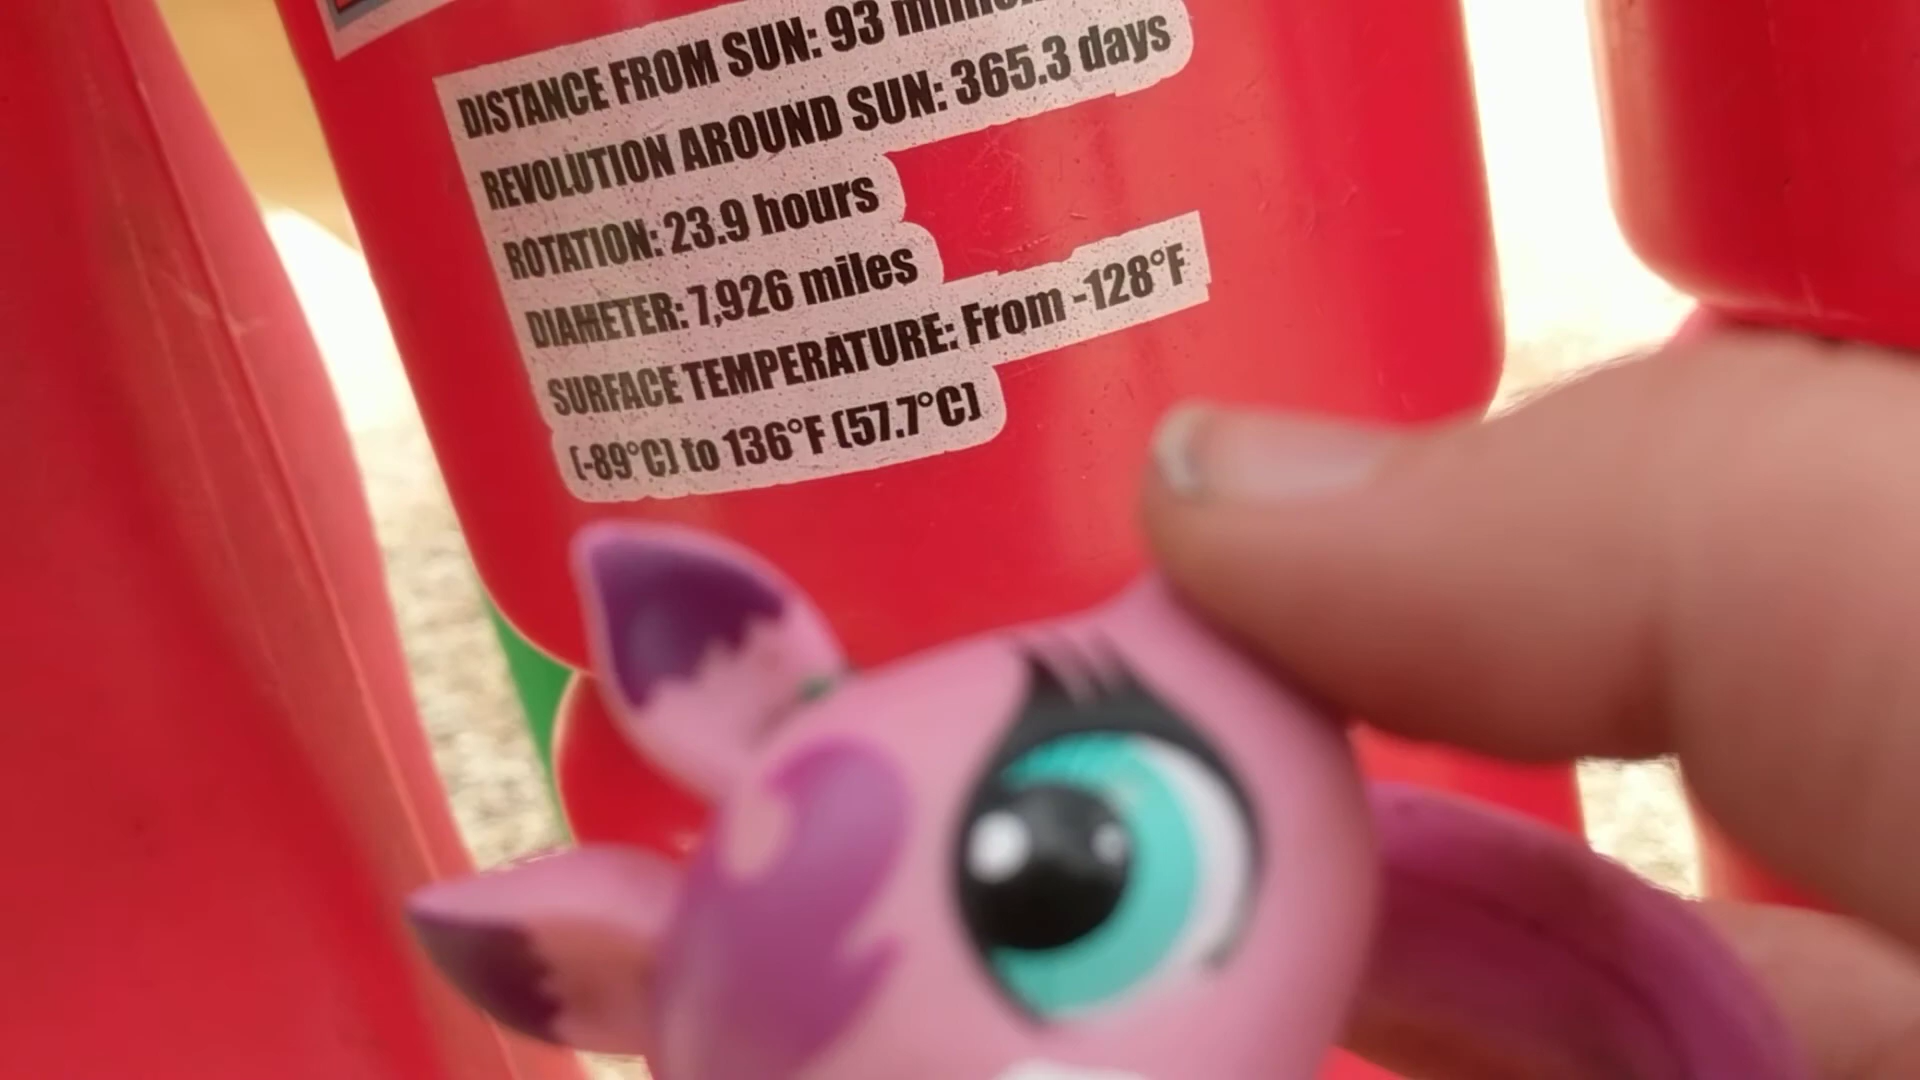 DISTANCE FROM SUN: 93
REVOLUTION AROUND SUN: 365.3 days
ROTATION: 23.9 hours
DIAMETER: 7,926 miles
SURFACE TEMPERATURE: From -128°F
(-89°C) to 136°F (57.7°C)